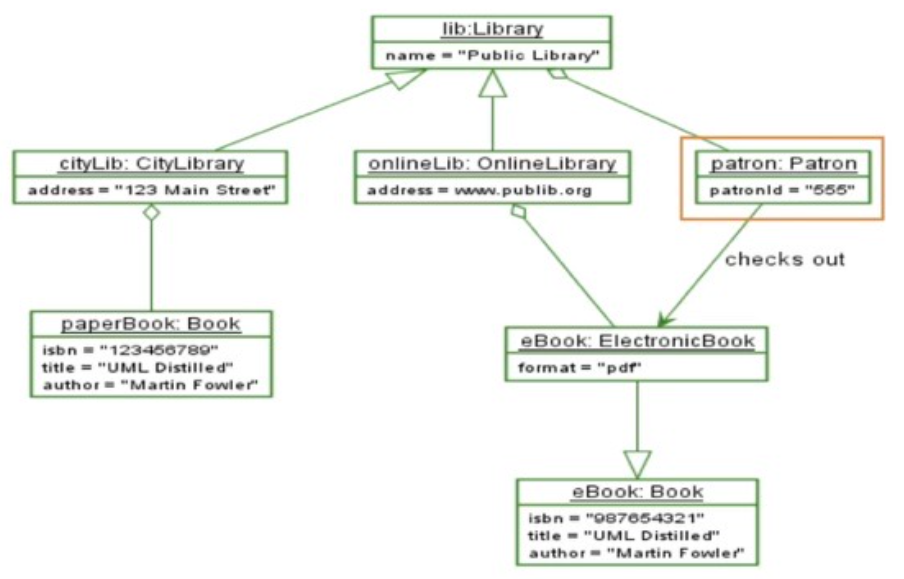 lib:Library
name = "Public Library"
cityLib: CityLibrary
address = "123 Main Street"
onlineLib: OnlineLibrary
address = www.publib.org
patron: Patron
patronId = "555"
checks out
paperBook: Book
isbn = "123456789"
title = "UML Distilled"
author = "Martin Fowler"
eBook: ElectronicBook
format = "pdf"
eBook: Book
isbn = "987654321"
title = "UML Distilled"
author = "Martin Fowler"